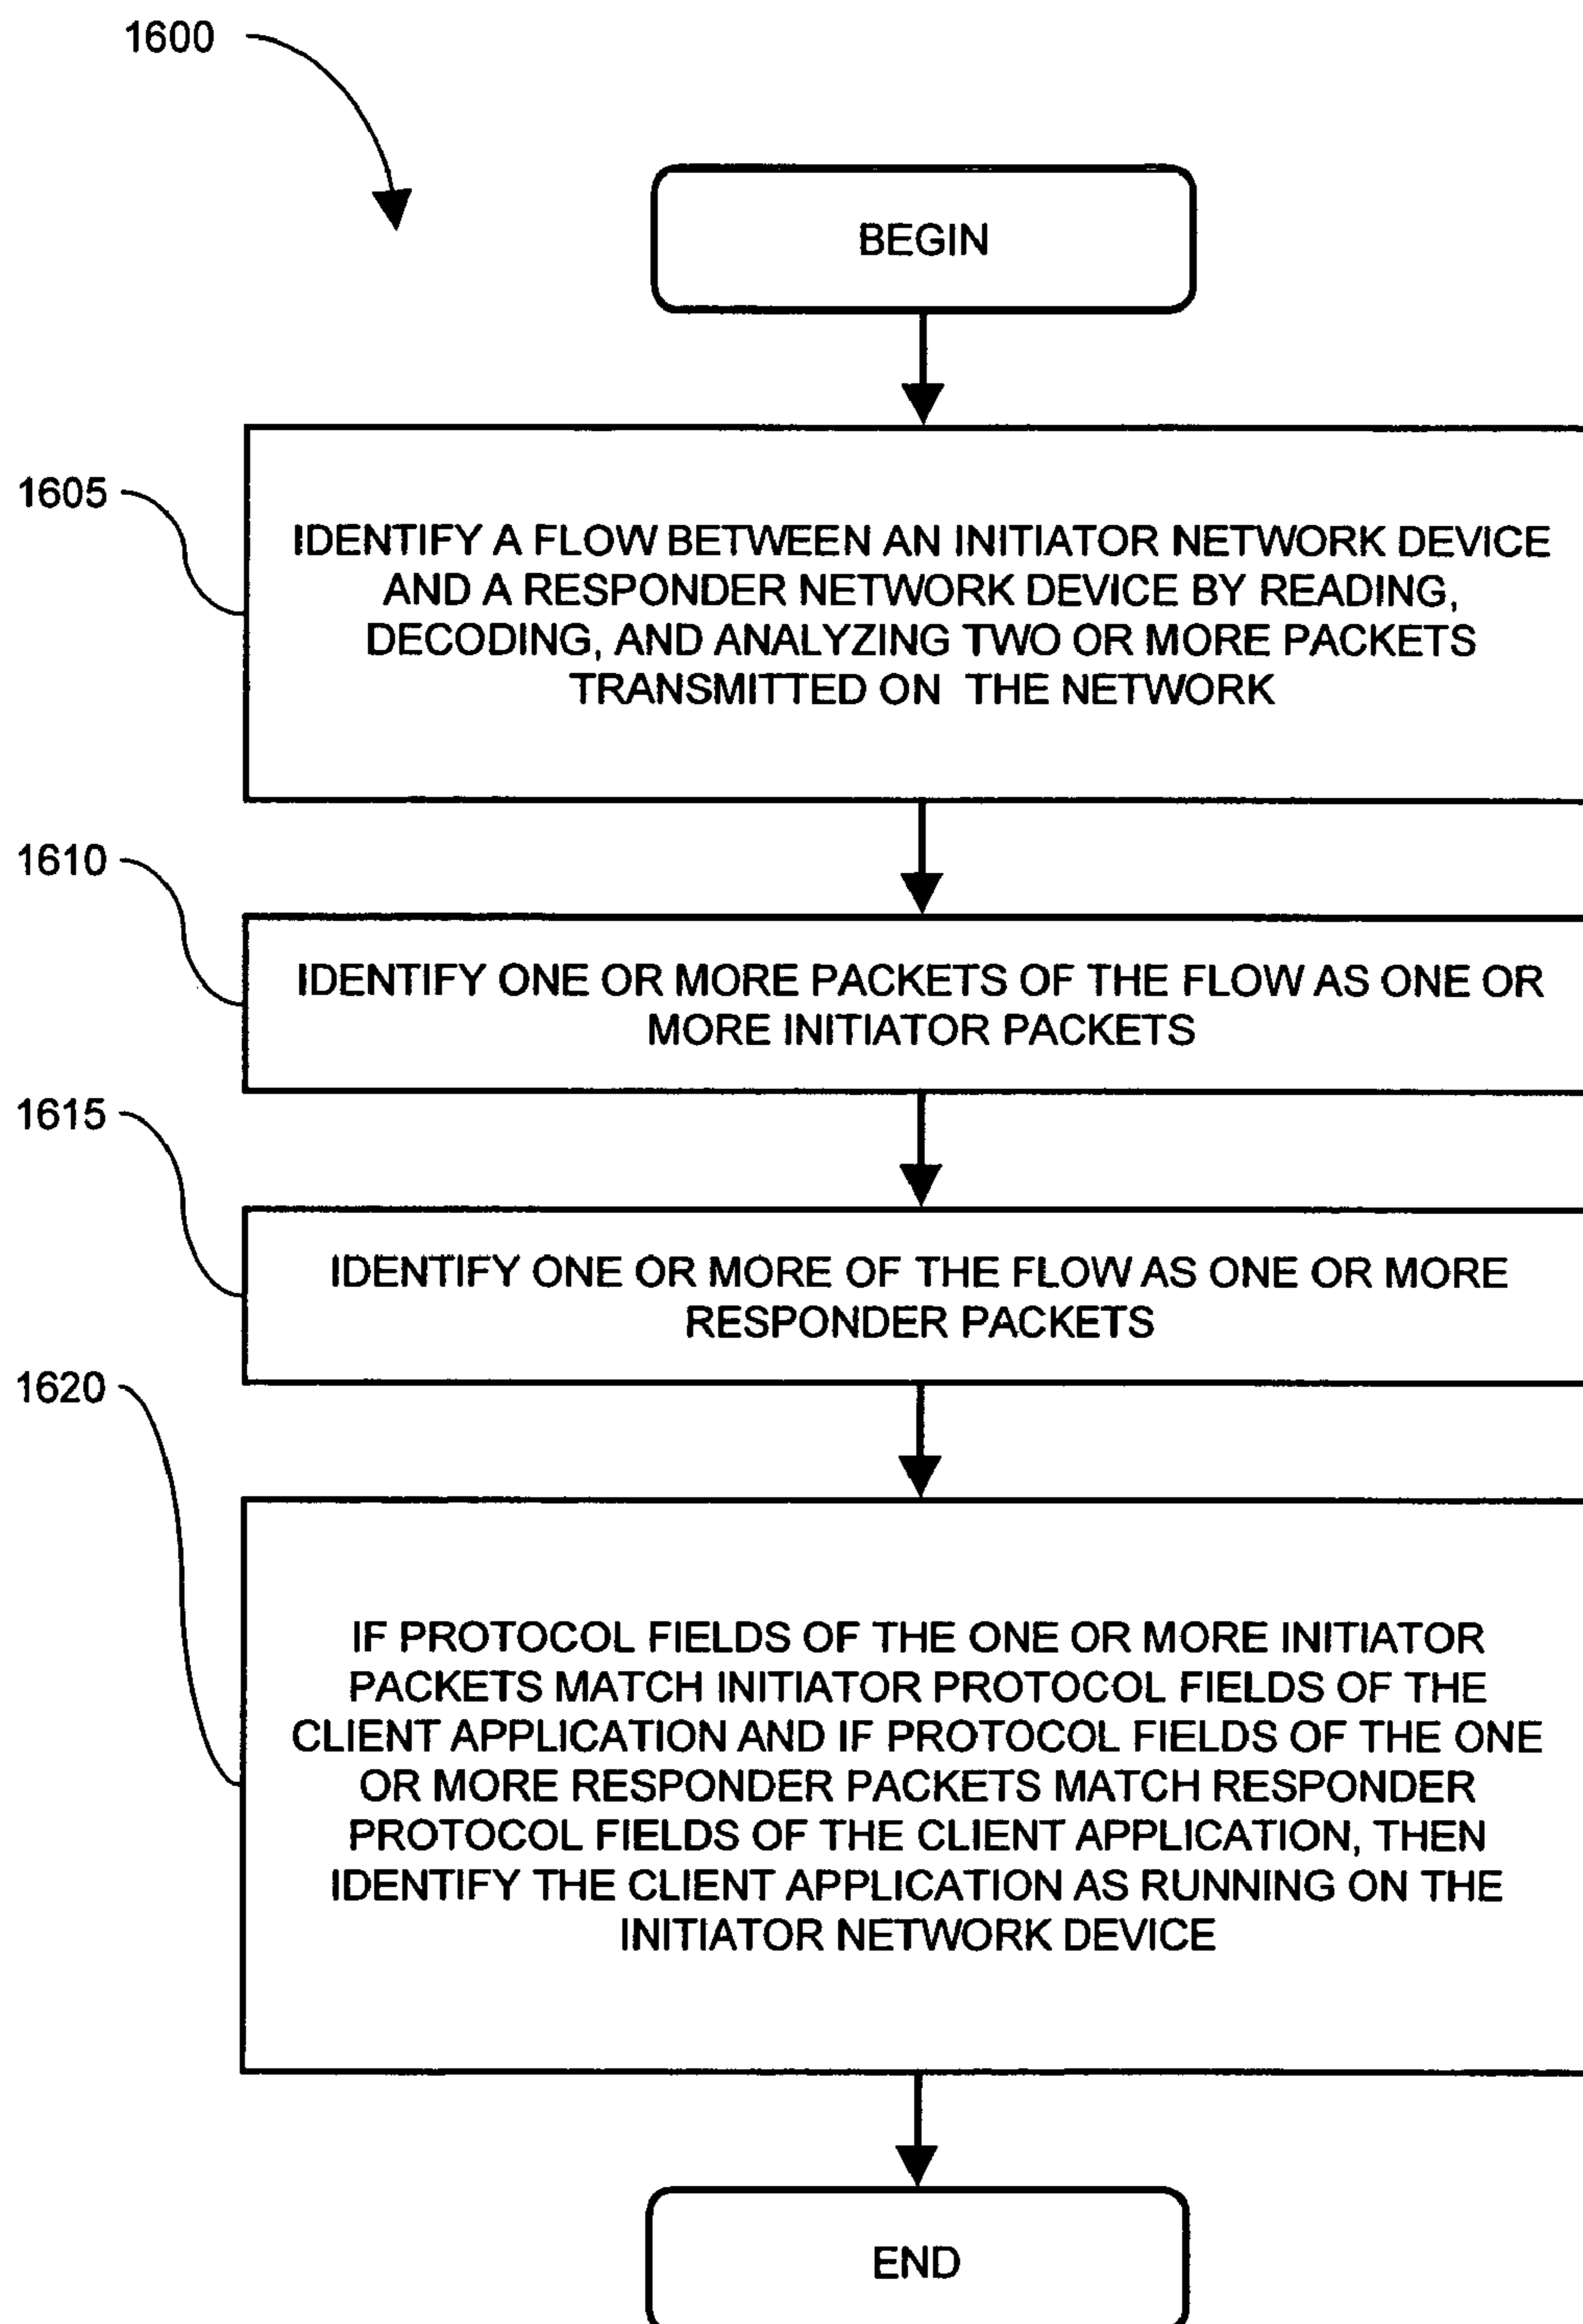 1600
BEGIN
1605
IDENTIFY A FLOW BETWEEN AN INITIATOR NETWORK DEVICE
AND A RESPONDER NETWORK DEVICE BY READING,
DECODING, AND ANALYZING TWO OR MORE PACKETS
TRANSMITTED ON THE NETWORK
1610
IDENTIFY ONE OR MORE PACKETS OF THE FLOW AS ONE OR
MORE INITIATOR PACKETS
1615
IDENTIFY ONE OR MORE OF THE FLOW AS ONE OR MORE
RESPONDER PACKETS
1620
IF PROTOCOL FIELDS OF THE ONE OR MORE INITIATOR
PACKETS MATCH INITIATOR PROTOCOL FIELDS OF THE
CLIENT APPLICATION AND IF PROTOCOL FIELDS OF THE ONE
OR MORE RESPONDER PACKETS MATCH RESPONDER
PROTOCOL FIELDS OF THE CLIENT APPLICATION, THEN
IDENTIFY THE CLIENT APPLICATION AS RUNNING ON THE
INITIATOR NETWORK DEVICE
END